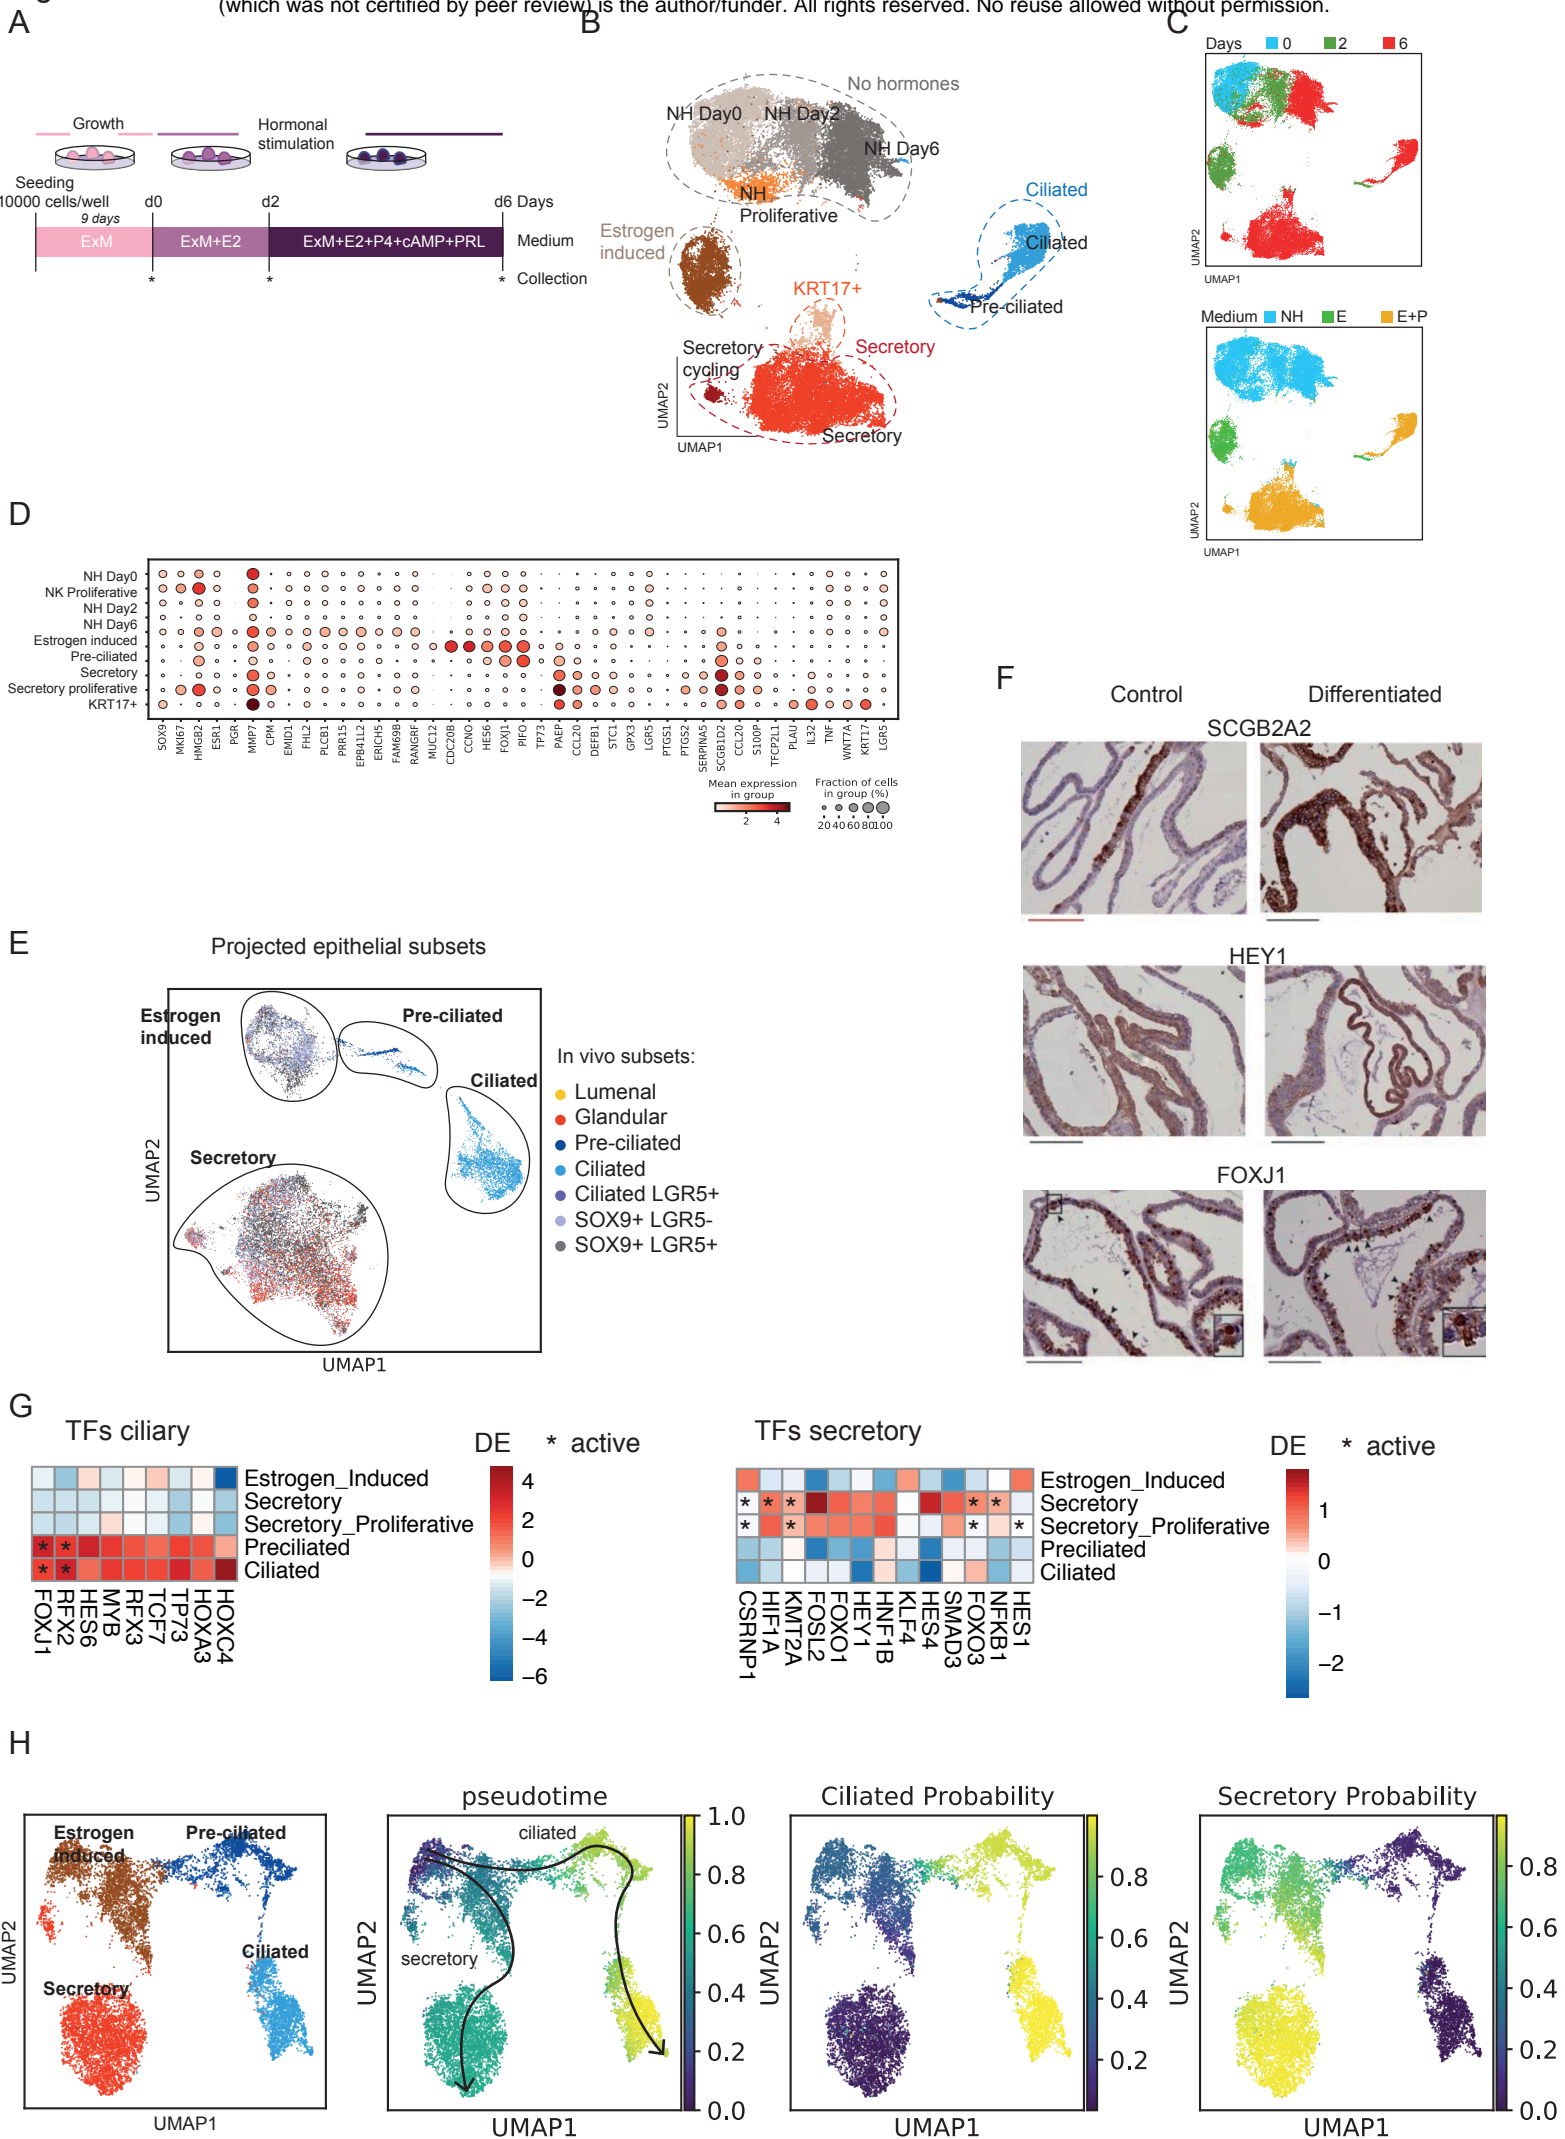 (which was not certified by peer review) is the author/funder. All rights reserved. No reuse allowed without permission.
A
Growth
Hormonal
stimulation
Seeding
10000 cells/well
9 days
d0
d2
d6 Days
ExM
ExM+E2
ExM+E2+P4+cAMP+PRL
Medium
* * * Collection
B
No hormones
NH Day0
NH Day2
NH Day6
NH
Proliferative
Estrogen
induced
Ciliated
Ciliated
Pre-ciliated
KRT17+
Secretory
cycling
Secretory
Secretory
UMAP2
UMAP1
C
Days 0 2 6
UMAP2
UMAP1
Medium NH E E+P
UMAP2
UMAP1
D
NH Day0
NK Proliferative
NH Day2
NH Day6
Estrogen induced
Pre-ciliated
Secretory
Secretory proliferative
KRT17+
SOX9 MKI67 HMGB2 ESR1 PGR MMP7 CPM EMID1 FHL2 PLCB1 PRR15 EPB41L2 ERICH5 FAM69B RANGRF MUC12 CDC20B CCNO HES6 FOXJ1 PIFO TP73 PAEP CCL20 DEFB1 STC1 GPX3 LGR5 PTGS1 PTGS2 SERPINA5 SCGB1D2 CCL20 S100P TFCP2L1 PLAU IL32 TNF WNT7A KRT17 LGR5
Mean expression
in group
2 4
Fraction of cells
in group (%)
20 40 60 80 100
E
Projected epithelial subsets
Estrogen
induced
Pre-ciliated
Ciliated
Secretory
UMAP2
UMAP1
In vivo subsets:
Lumenal
Glandular
Pre-ciliated
Ciliated
Ciliated LGR5+
SOX9+ LGR5-
SOX9+ LGR5+
F
Control Differentiated
SCGB2A2
HEY1
FOXJ1
G
TFs ciliary
DE * active
Estrogen_Induced
Secretory
Secretory_Proliferative
* * Preciliated
* * Ciliated
FOXJ1 RFX2 HES6 MYB RFX3 TCF7 TP73 HOXA3 HOXC4
4
2
0
−2
−4
−6
TFs secretory
DE * active
Estrogen_Induced
* * * * * Secretory
* * * * Secretory_Proliferative
Preciliated
Ciliated
CSRNP1 HIF1A KMT2A FOSL2 FOXO1 HEY1 HNF1B KLF4 HES4 SMAD3 FOXO3 NFKB1 HES1
1
0
−1
−2
H
Estrogen
induced
Pre-ciliated
Ciliated
Secretory
UMAP2
UMAP1
pseudotime
ciliated
secretory
UMAP2
UMAP1
1.0
0.8
0.6
0.4
0.2
0.0
Ciliated Probability
UMAP2
UMAP1
0.8
0.6
0.4
0.2
Secretory Probability
UMAP2
UMAP1
0.8
0.6
0.4
0.2
0.0